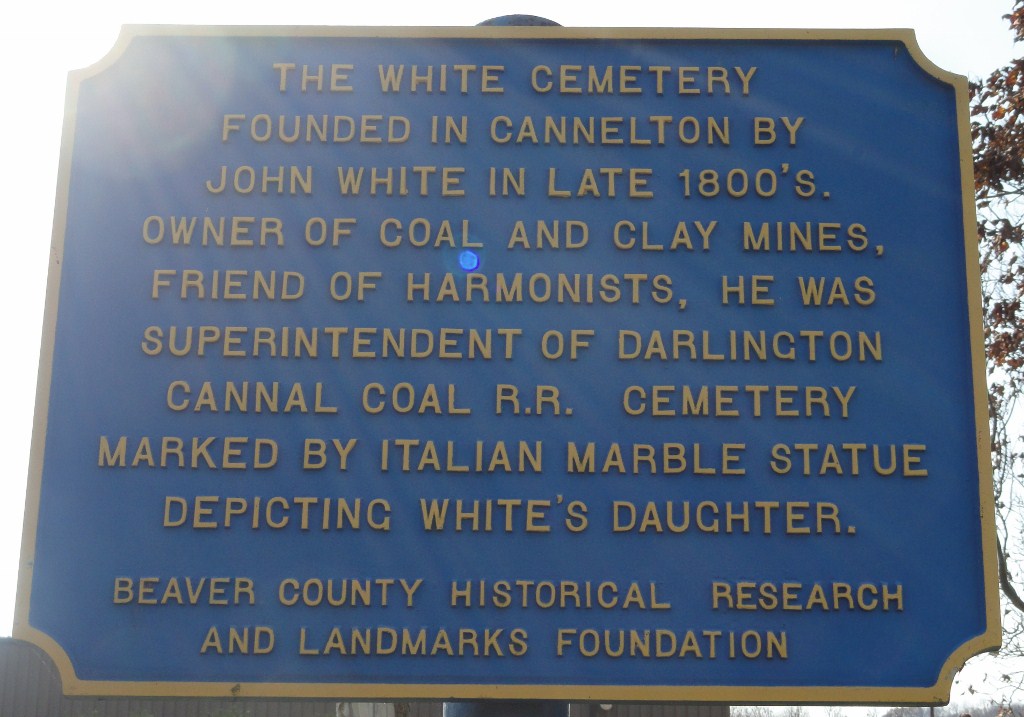 THE WHITE CEMETERY
FOUNDED IN CANNELTON BY
JOHN WHITE IN LATE 1800'S.
OWNER OF COAL AND CLAY MINES,
FRIEND OF HARMONISTS, HE WAS
SUPERINTENDENT OF DARLINGTON
CANNAL COAL R.R. CEMETERY
MARKED BY ITALIAN MARBLE STATUE
DEPICTING WHITE'S DAUGHTER.
BEAVER COUNTY HISTORICAL RESEARCH
AND LANDMARKS FOUNDATION